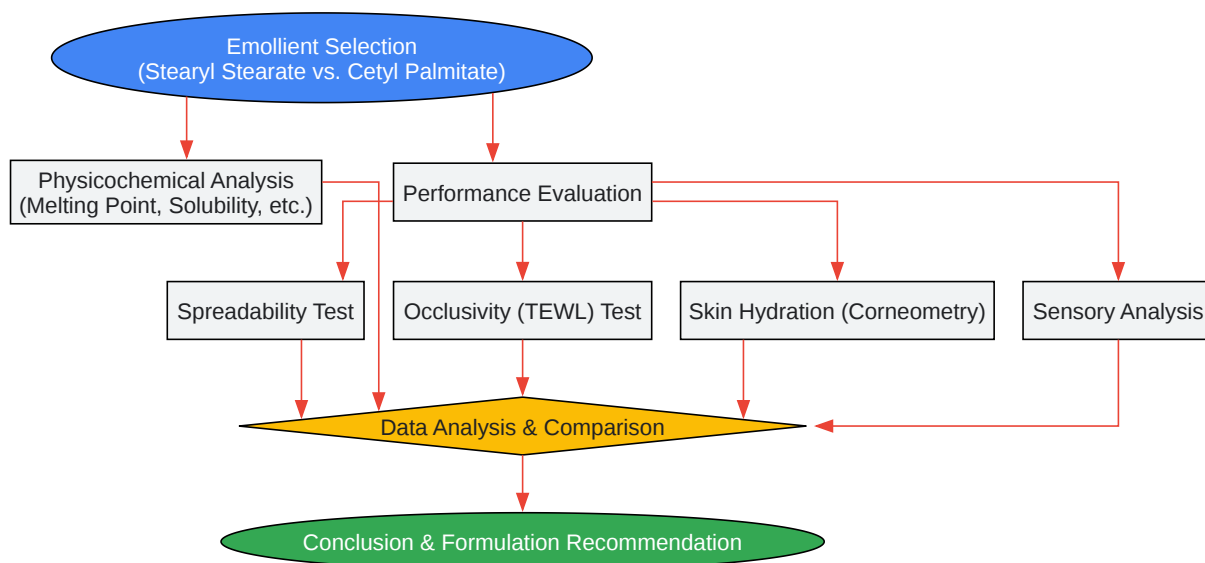 Emollient Selection
(Stearyl Stearate vs. Cetyl Palmitate)
Physicochemical Analysis
(Melting Point, Solubility, etc.)
Performance Evaluation
Spreadability Test
Occlusivity (TEWL) Test
Skin Hydration (Corneometry)
Sensory Analysis
Data Analysis & Comparison
Conclusion & Formulation Recommendation